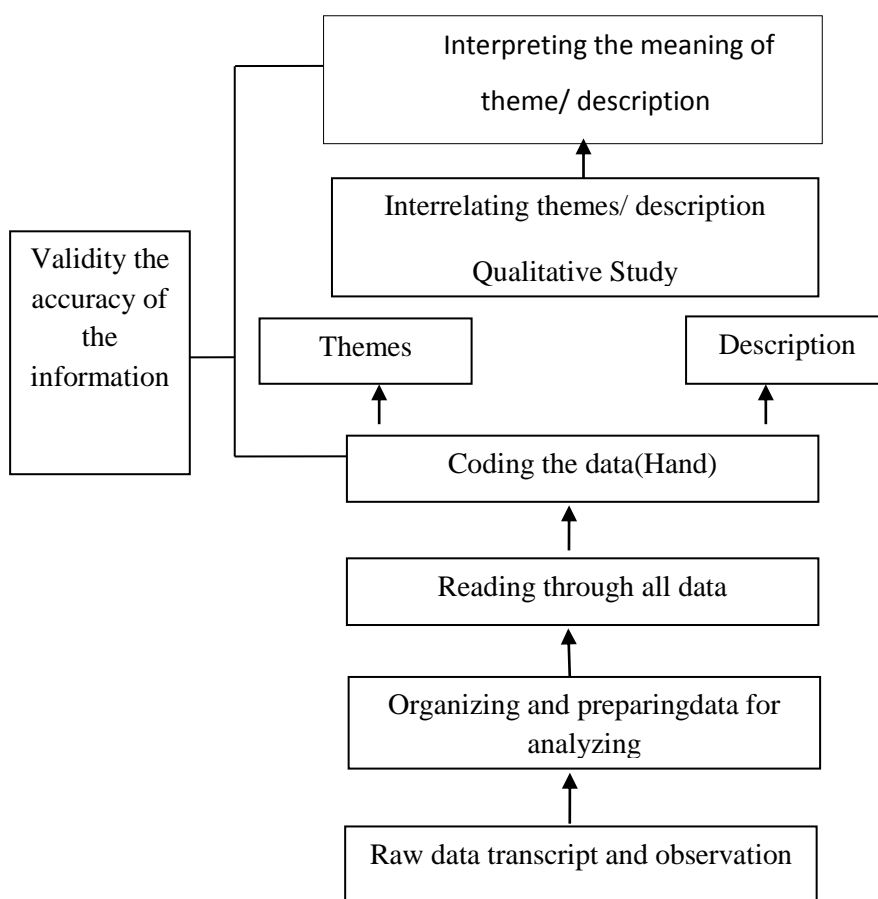 Interpreting the meaning of
theme/ description
Interrelating themes/ description
Qualitative Study
Validity the
accuracy of
the
information
Themes
Description
Coding the data(Hand)
Reading through all data
Organizing and preparingdata for
analyzing
Raw data transcript and observation